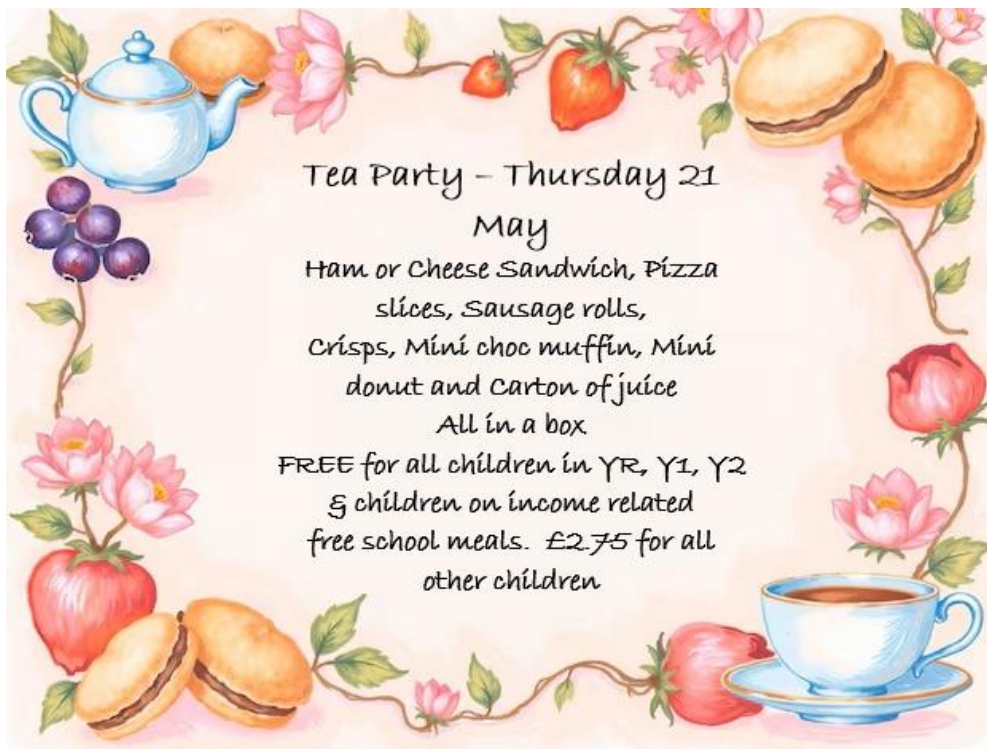 Tea Party – Thursday 21
May
Ham or Cheese Sandwich, Pizza
slices, Sausage rolls,
Crisps, Mini choc muffin, Mini
donut and Carton of juice
All in a box
FREE for all children in YR, Y1, Y2
& children on income related
free school meals. £2.75 for all
other children